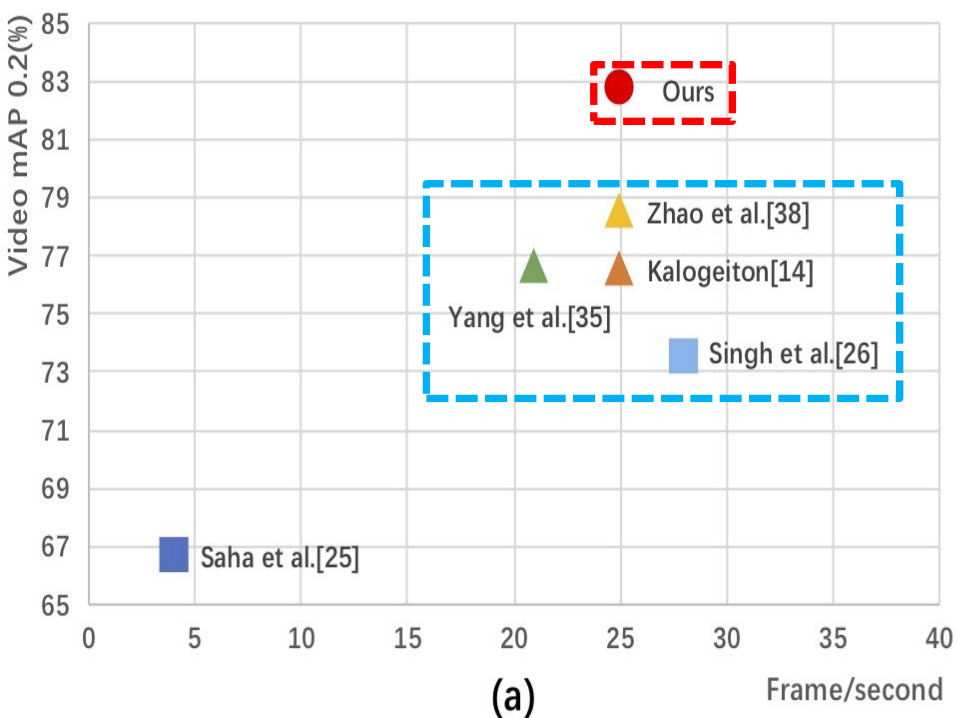 Video mAP 0.2(%)
85
83
81
79
77
75
73
71
69
67
65
Ours
Zhao et al.[38]
Kalogeiton[14]
Yang et al.[35]
Singh et al.[26]
Saha et al.[25]
0 5 10 15 20 25 30 35 40
Frame/second
(a)